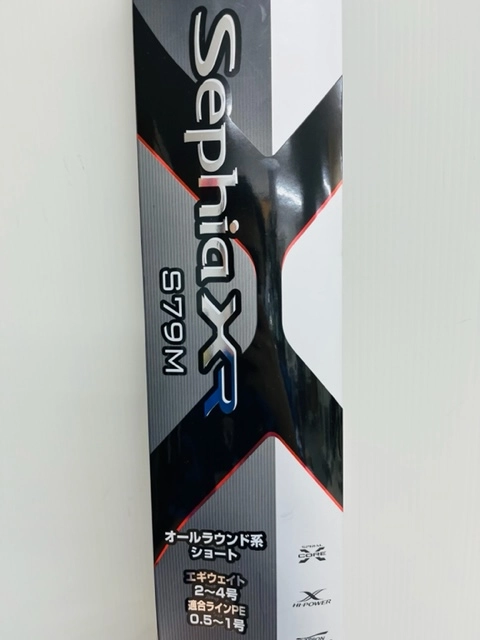 Sephia XR
S79M
オールラウンド系
ショート
エギウェイト
2～4号
適合ラインPE
0.5～1号
CORE
X
HI-POWER